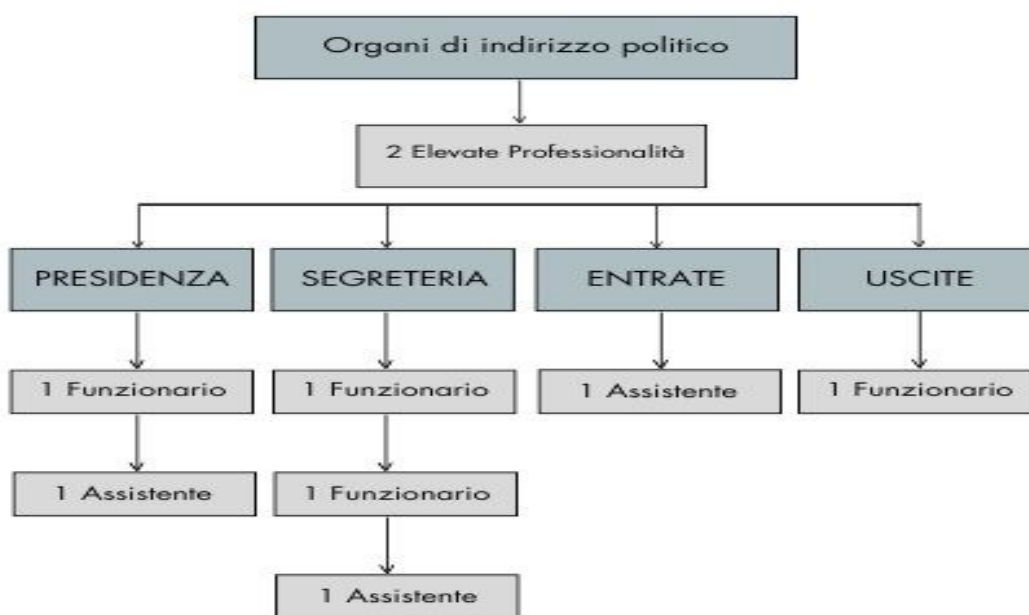 Organi di indirizzo politico
2 Elevate Professionalità
PRESIDENZA
SEGRETERIA
ENTRATE
USCITE
1 Funzionario
1 Funzionario
1 Assistente
1 Funzionario
1 Assistente
1 Funzionario
1 Assistente